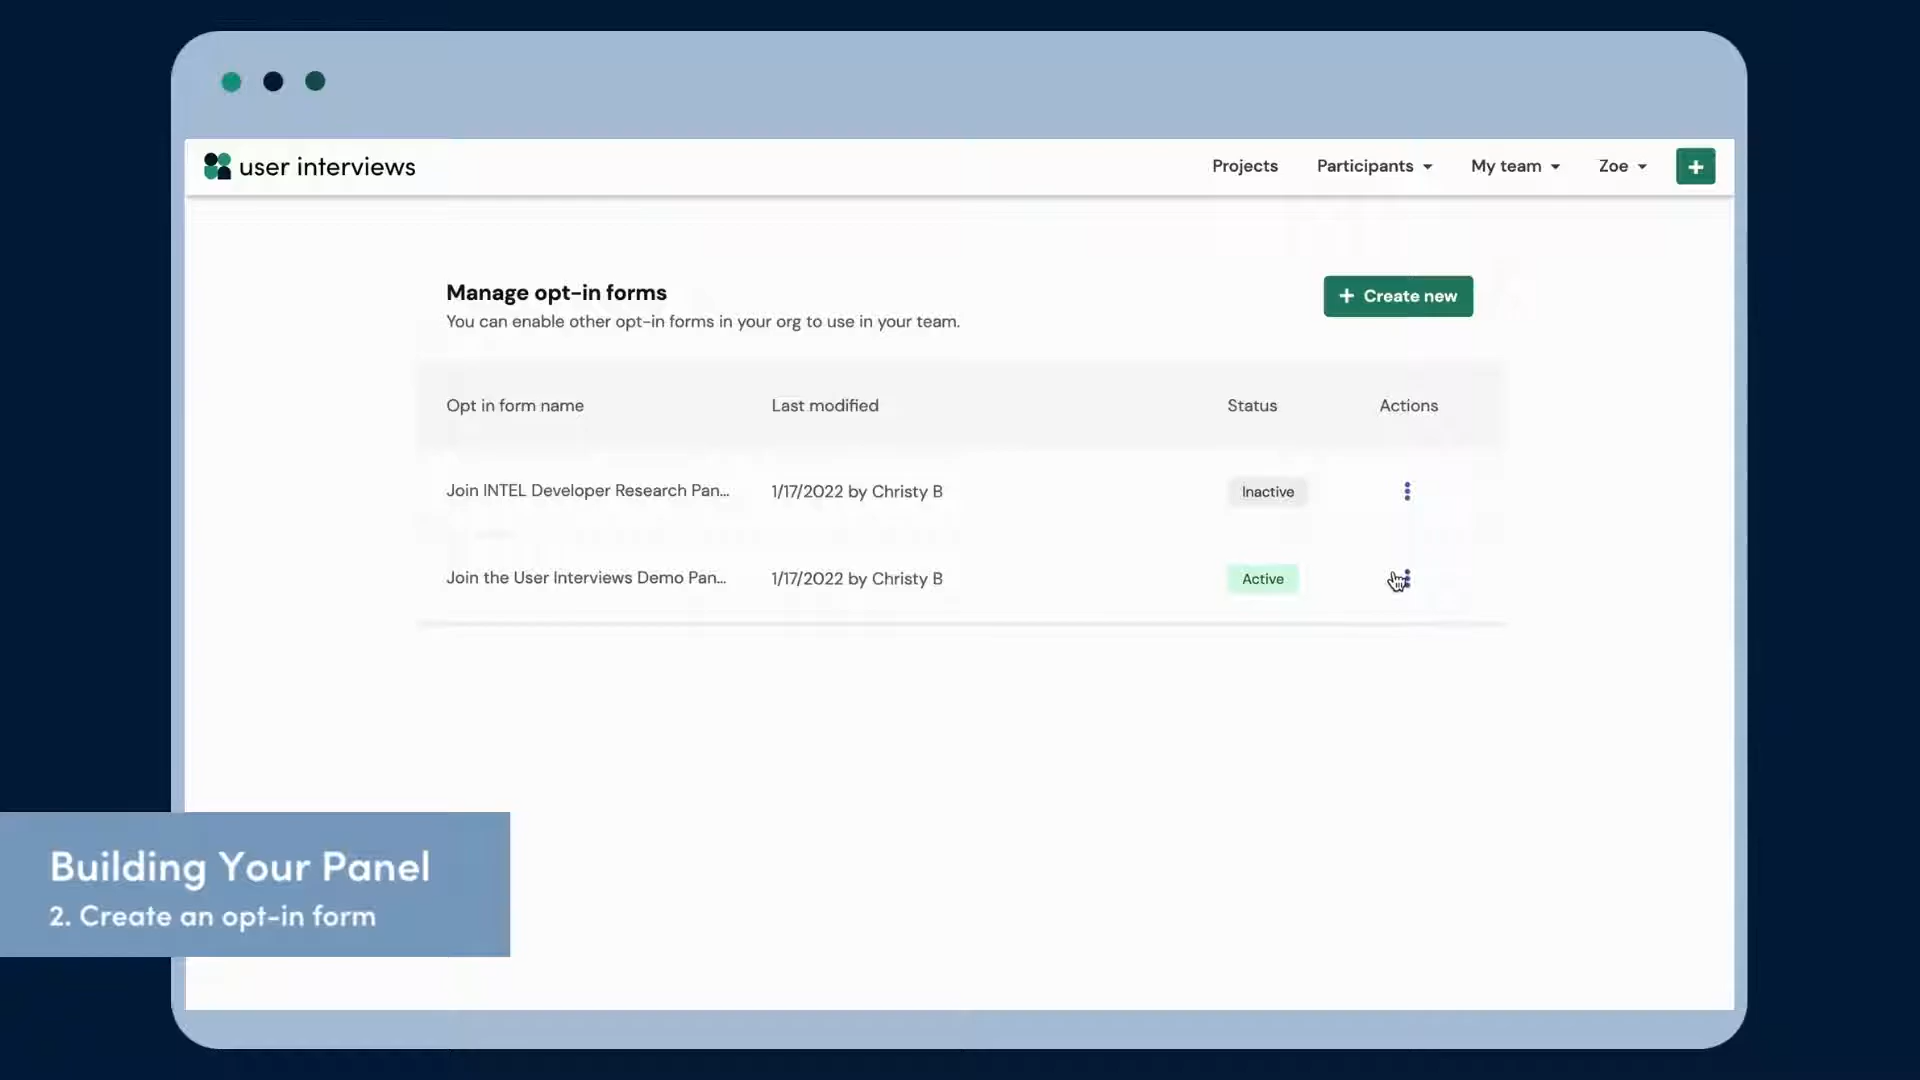 user interviews
Projects
Participants
My team
Zoe
Manage opt-in forms
You can enable other opt-in forms in your org to use in your team.
+ Create new
Opt in form name
Last modified
Status
Actions
Join INTEL Developer Research Pan...
1/17/2022 by Christy B
Inactive
Join the User Interviews Demo Pan...
1/17/2022 by Christy B
Active
Building Your Panel
2. Create an opt-in form